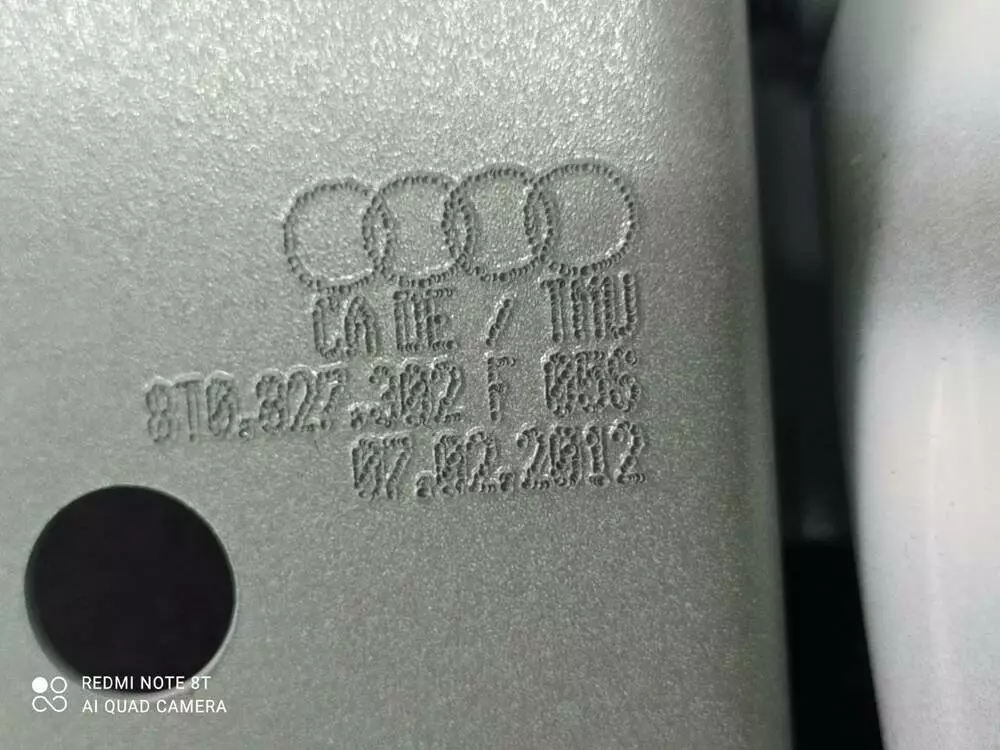 CA DE / TMU
8T0.827.302 F 056
07.02.2012
REDMI NOTE 8T
AI QUAD CAMERA